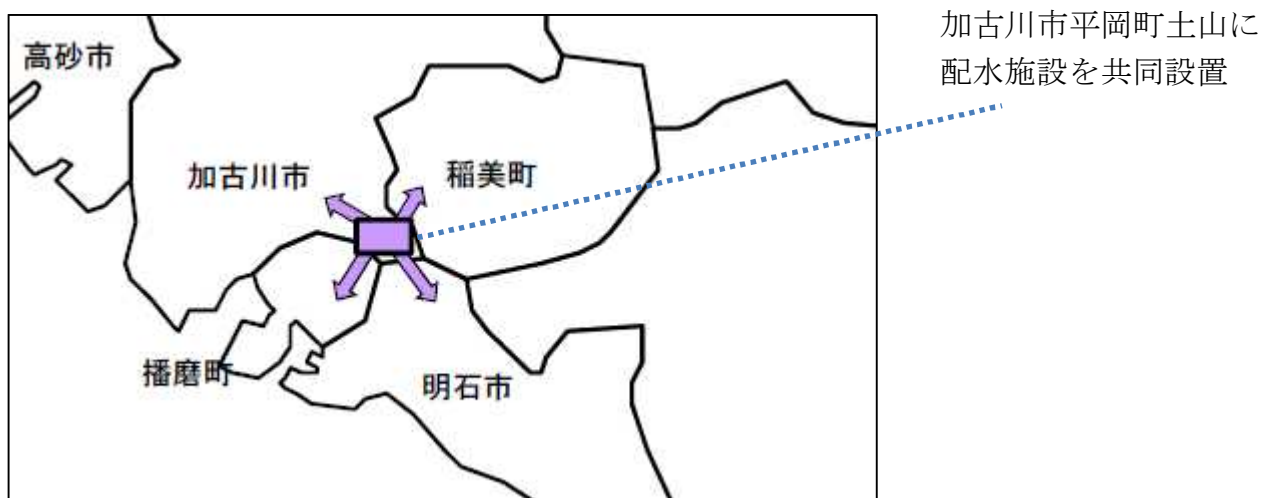 加古川市平岡町土山に
配水施設を共同設置
高砂市
加古川市
稲美町
播磨町
明石市